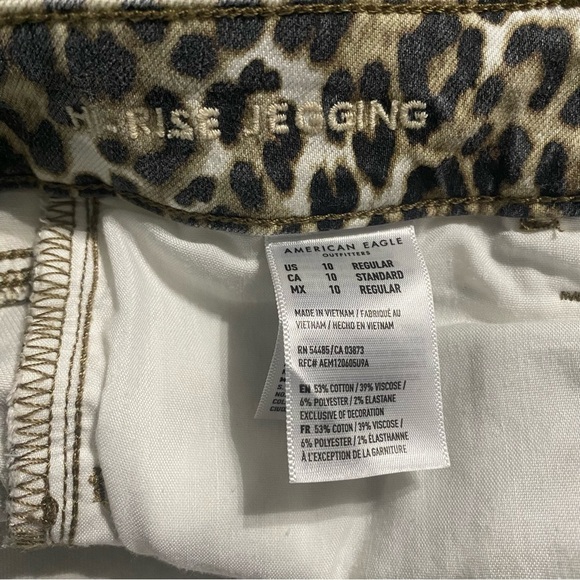 HI-RISE JEGGING
AMERICAN EAGLE
OUTFITTERS
US 10 REGULAR
CA 10 STANDARD
MX 10 REGULAR
MADE IN VIETNAM / FABRIQUÉ AU
VIETNAM / HECHO EN VIETNAM
RN 54485/CA 03873
RFC# AEM120605U9A
EN 53% COTTON / 39% VISCOSE /
6% POLYESTER / 2% ELASTANE
EXCLUSIVE OF DECORATION
FR 53% COTON / 39% VISCOSE /
6% POLYESTER / 2% ÉLASTHANNE
À L'EXCEPTION DE LA GARNITURE